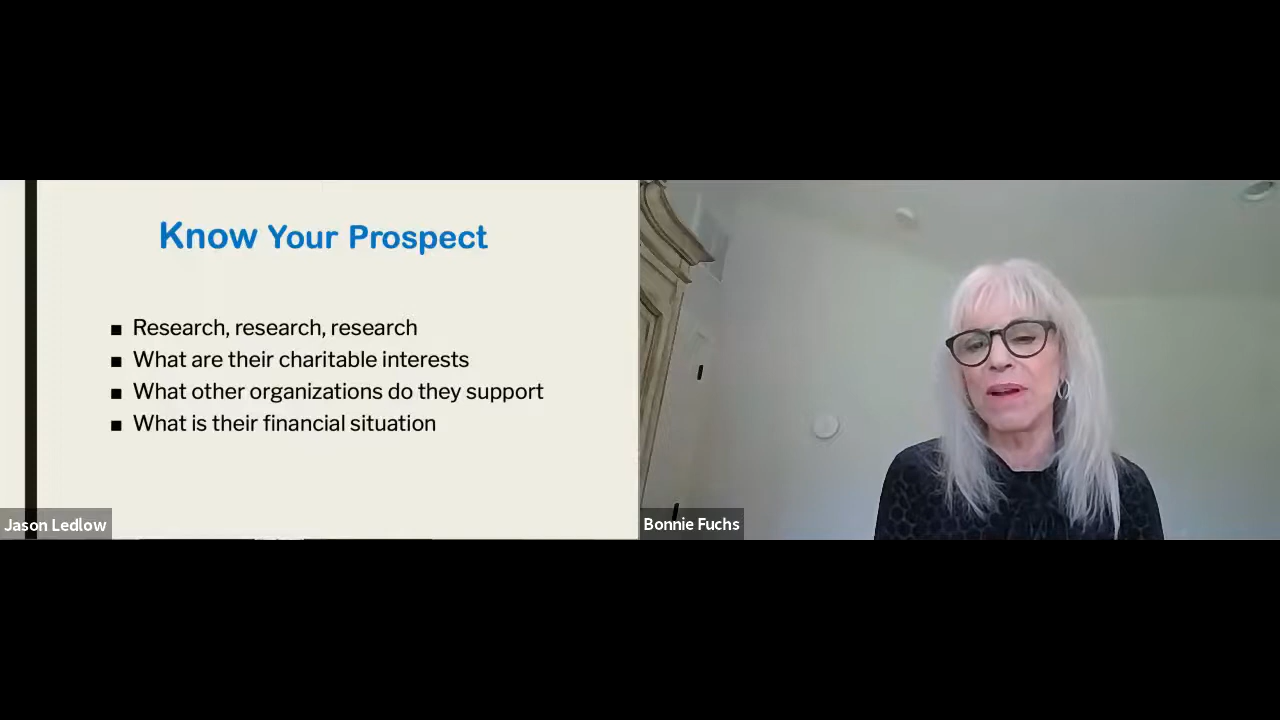 Know Your Prospect
Research, research, research
What are their charitable interests
What other organizations do they support
What is their financial situation
Jason Ledlow
Bonnie Fuchs